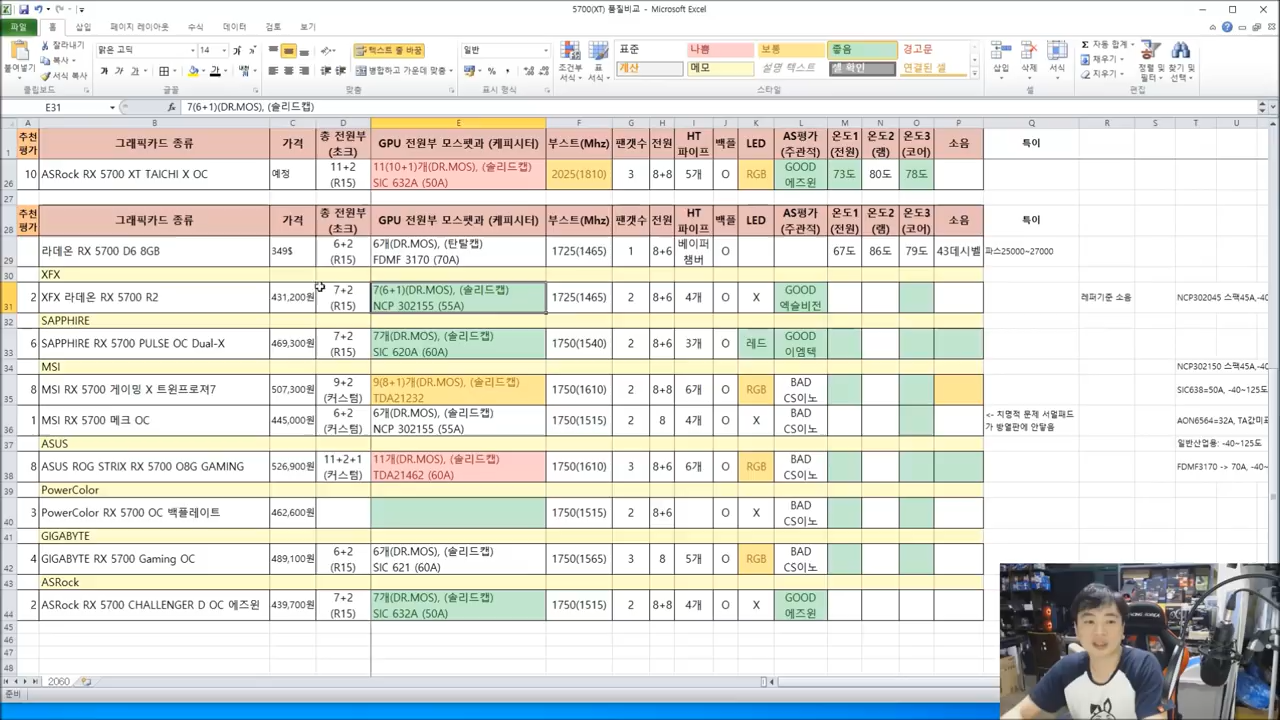 5700(XT) 품질비교 - Microsoft Excel
파일 홈 삽입 페이지 레이아웃 수식 데이터 검토 보기
잘라내기
복사
서식 복사
붙여넣기
맑은 고딕 14
텍스트 줄 바꿈
병합하고 가운데 맞춤
일반
조건부 서식 표 서식
표준 나쁨 보통 좋음 경고문
계산 메모 설명 텍스트 셀 확인 연결된 셀
삽입 삭제 서식
자동 합계
채우기
지우기
정렬 및 필터 찾기 및 선택
클립보드 글꼴 맞춤 표시 형식 스타일 셀 편집
E31 fx 7(6+1)(DR.MOS), (솔리드캡)
A B C D E F G H I J K L M N O P Q R S T U
1 추천 평가 그래픽카드 종류 가격 총 전원부 (초크) GPU 전원부 모스펫과 (케피시터) 부스트(Mhz) 팬갯수 전원 HT 파이프 백플 LED AS평가 (주관적) 온도1 (전원) 온도2 (램) 온도3 (코어) 소음 특이
26 10 ASRock RX 5700 XT TAICHI X OC 예정 11+2 (R15) 11(10+1)개(DR.MOS), (솔리드캡) SIC 632A (50A) 2025(1810) 3 8+8 5개 O RGB GOOD 에즈윈 73도 80도 78도
27
28 추천 평가 그래픽카드 종류 가격 총 전원부 (초크) GPU 전원부 모스펫과 (케피시터) 부스트(Mhz) 팬갯수 전원 HT 파이프 백플 LED AS평가 (주관적) 온도1 (전원) 온도2 (램) 온도3 (코어) 소음 특이
29 라데온 RX 5700 D6 8GB 349$ 6+2 (R15) 6개(DR.MOS), (탄탈캡) FDMF 3170 (70A) 1725(1465) 1 8+6 베이퍼 챔버 O 67도 86도 79도 43데시벨 파스25000~27000
30 XFX
31 2 XFX 라데온 RX 5700 R2 431,200원 7+2 (R15) 7(6+1)(DR.MOS), (솔리드캡) NCP 302155 (55A) 1725(1465) 2 8+6 4개 O X GOOD 엑슬비전 레퍼기준 소음 NCP302045 스팩45A,-40
32 SAPPHIRE
33 6 SAPPHIRE RX 5700 PULSE OC Dual-X 469,300원 7+2 (R15) 7개(DR.MOS), (솔리드캡) SIC 620A (60A) 1750(1540) 2 8+6 3개 O 레드 GOOD 이엠텍
34 MSI NCP302150 스팩45A,-40
35 8 MSI RX 5700 게이밍 X 트윈프로져7 507,300원 9+2 (커스텀) 9(8+1)개(DR.MOS), (솔리드캡) TDA21232 1750(1610) 2 8+8 6개 O RGB BAD CS이노 SIC638=50A, -40~125도
36 1 MSI RX 5700 메크 OC 445,000원 6+2 (커스텀) 6개(DR.MOS), (솔리드캡) NCP 302155 (55A) 1750(1515) 2 8 4개 O X BAD CS이노 <- 치명적 문제 서멀패드가 방열판에 안닿음 AON6564=32A, TA값미표
37 ASUS 일반산업용: -40~125도
38 8 ASUS ROG STRIX RX 5700 O8G GAMING 526,900원 11+2+1 (커스텀) 11개(DR.MOS), (솔리드캡) TDA21462 (60A) 1750(1610) 3 8+6 6개 O RGB BAD CS이노 FDMF3170 -> 70A, -40~
39 PowerColor
40 3 PowerColor RX 5700 OC 백플레이트 462,600원 1750(1515) 2 8+6 O X BAD CS이노
41 GIGABYTE
42 4 GIGABYTE RX 5700 Gaming OC 489,100원 6+2 (R15) 6개(DR.MOS), (솔리드캡) SIC 621 (60A) 1750(1565) 3 8 5개 O RGB BAD CS이노
43 ASRock
44 2 ASRock RX 5700 CHALLENGER D OC 에즈윈 439,700원 7+2 (R15) 7개(DR.MOS), (솔리드캡) SIC 632A (50A) 1750(1515) 2 8+8 4개 O X GOOD 에즈윈
45
46
47
48
2060
준비